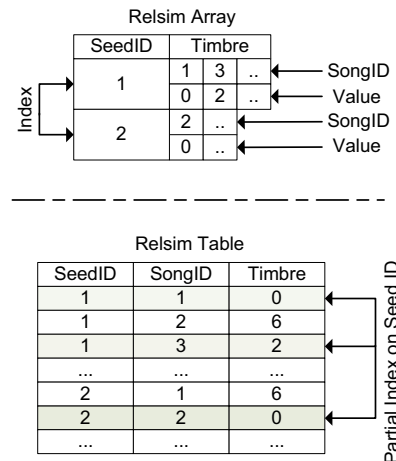 Relsim Array
SeedID Timbre
1 1 3 .. SongID
0 2 .. Value
2 2 .. SongID
0 .. Value
Index
Relsim Table
SeedID SongID Timbre
1 1 0
1 2 6
1 3 2
... ... ...
2 1 6
2 2 0
... ... ...
Partial Index on Seed ID